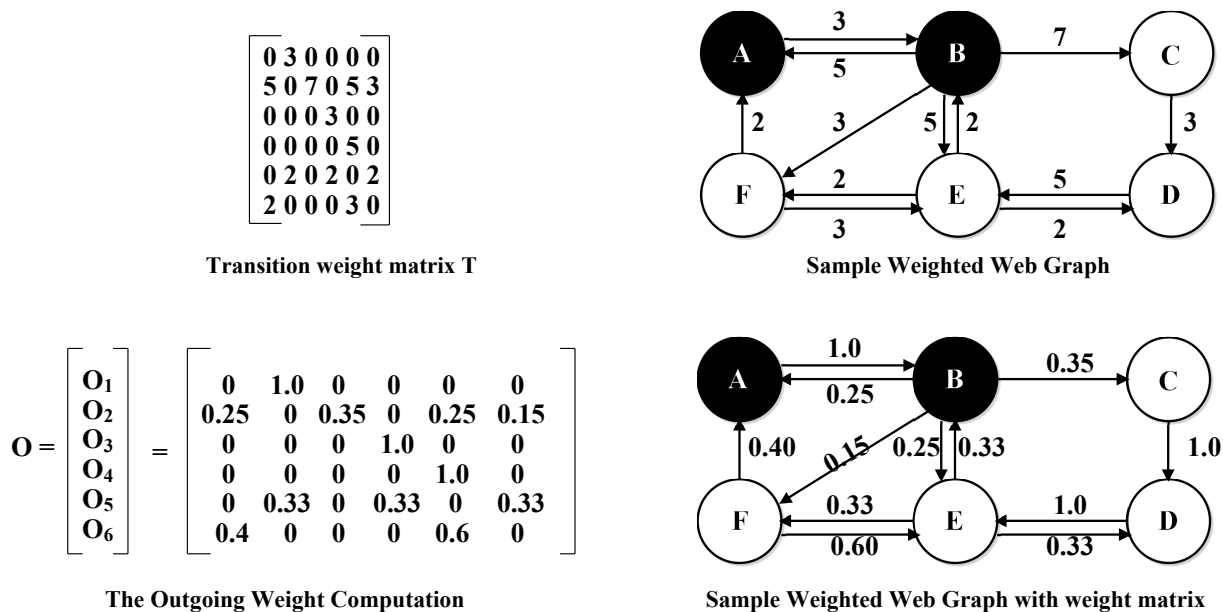 0 3 0 0 0 0
5 0 7 0 5 3
0 0 0 3 0 0
0 0 0 0 5 0
0 2 0 2 0 2
2 0 0 0 3 0
Transition weight matrix T
3
A B 7 C
5
2 3 5 2 3
F 2 E 5 D
3 2
Sample Weighted Web Graph
O = O1 O2 O3 O4 O5 O6 =
0 1.0 0 0 0 0
0.25 0 0.35 0 0.25 0.15
0 0 0 1.0 0 0
0 0 0 0 1.0 0
0 0.33 0 0.33 0 0.33
0.4 0 0 0 0.6 0
The Outgoing Weight Computation
1.0
A B 0.35 C
0.25
0.40 0.15 0.25 0.33 1.0
F 0.33 E 1.0 D
0.60 0.33
Sample Weighted Web Graph with weight matrix